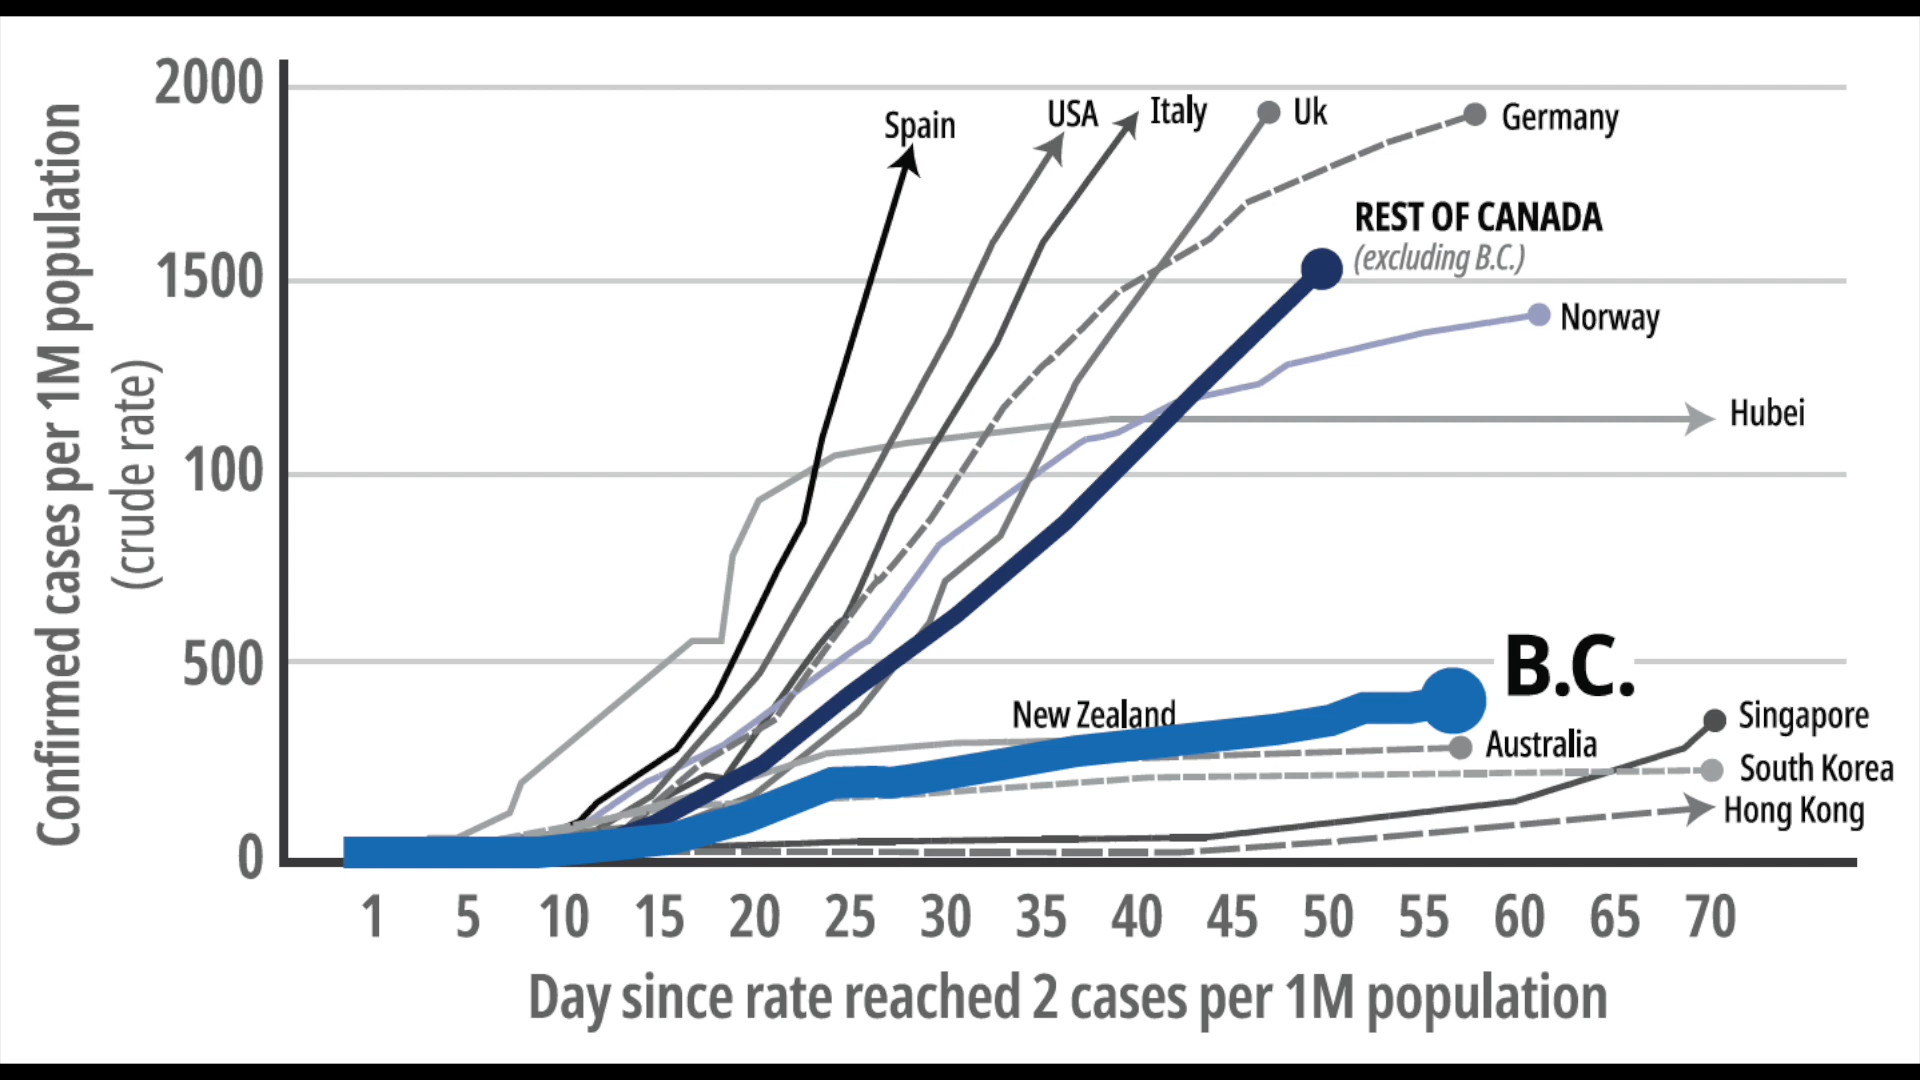 2000
1500
100
500
0
Confirmed cases per 1M population
(crude rate)
Spain
USA
Italy
Uk
Germany
REST OF CANADA
(excluding B.C.)
Norway
Hubei
B.C.
New Zealand
Singapore
Australia
South Korea
Hong Kong
1 5 10 15 20 25 30 35 40 45 50 55 60 65 70
Day since rate reached 2 cases per 1M population